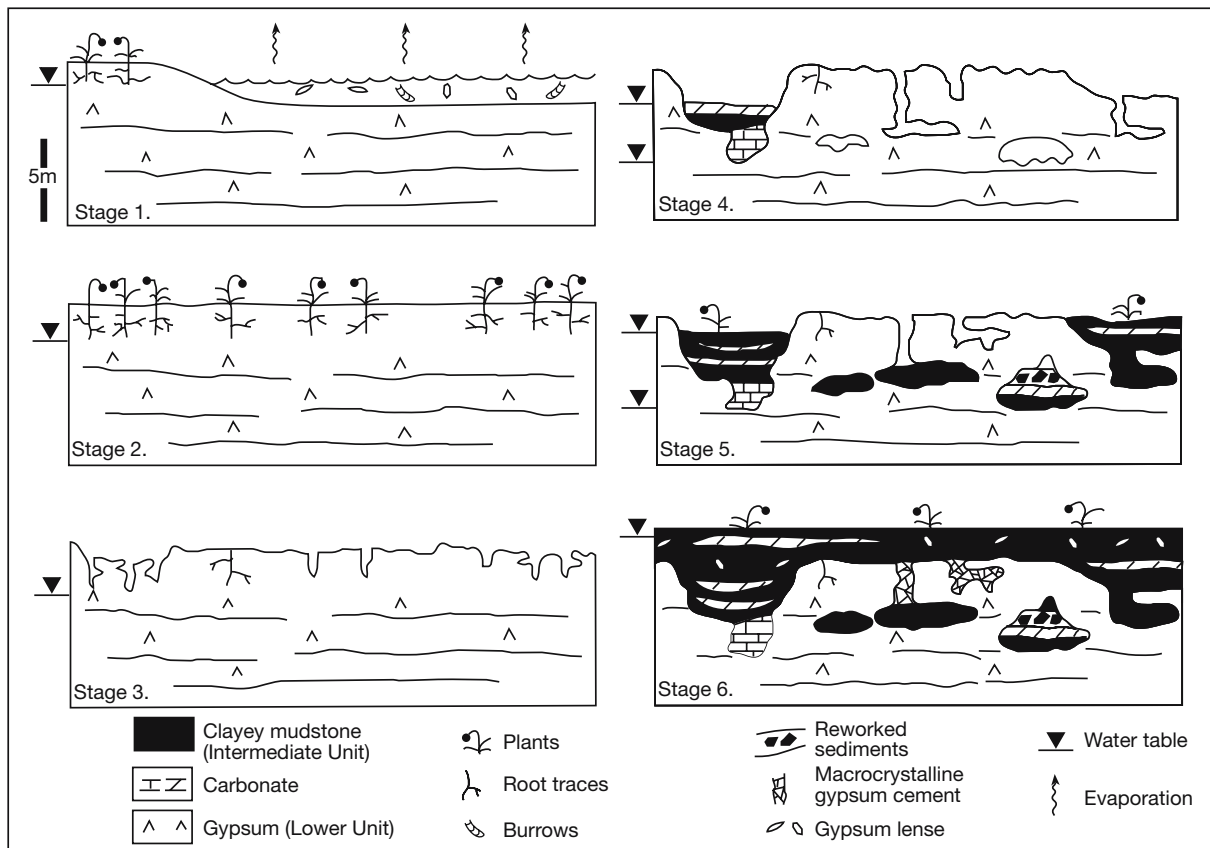 5m
Stage 1.
Stage 4.
Stage 2.
Stage 5.
Stage 3.
Stage 6.
Clayey mudstone
(Intermediate Unit)
Carbonate
Gypsum (Lower Unit)
Plants
Root traces
Burrows
Reworked
sediments
Macrocrystalline
gypsum cement
Gypsum lense
Water table
Evaporation